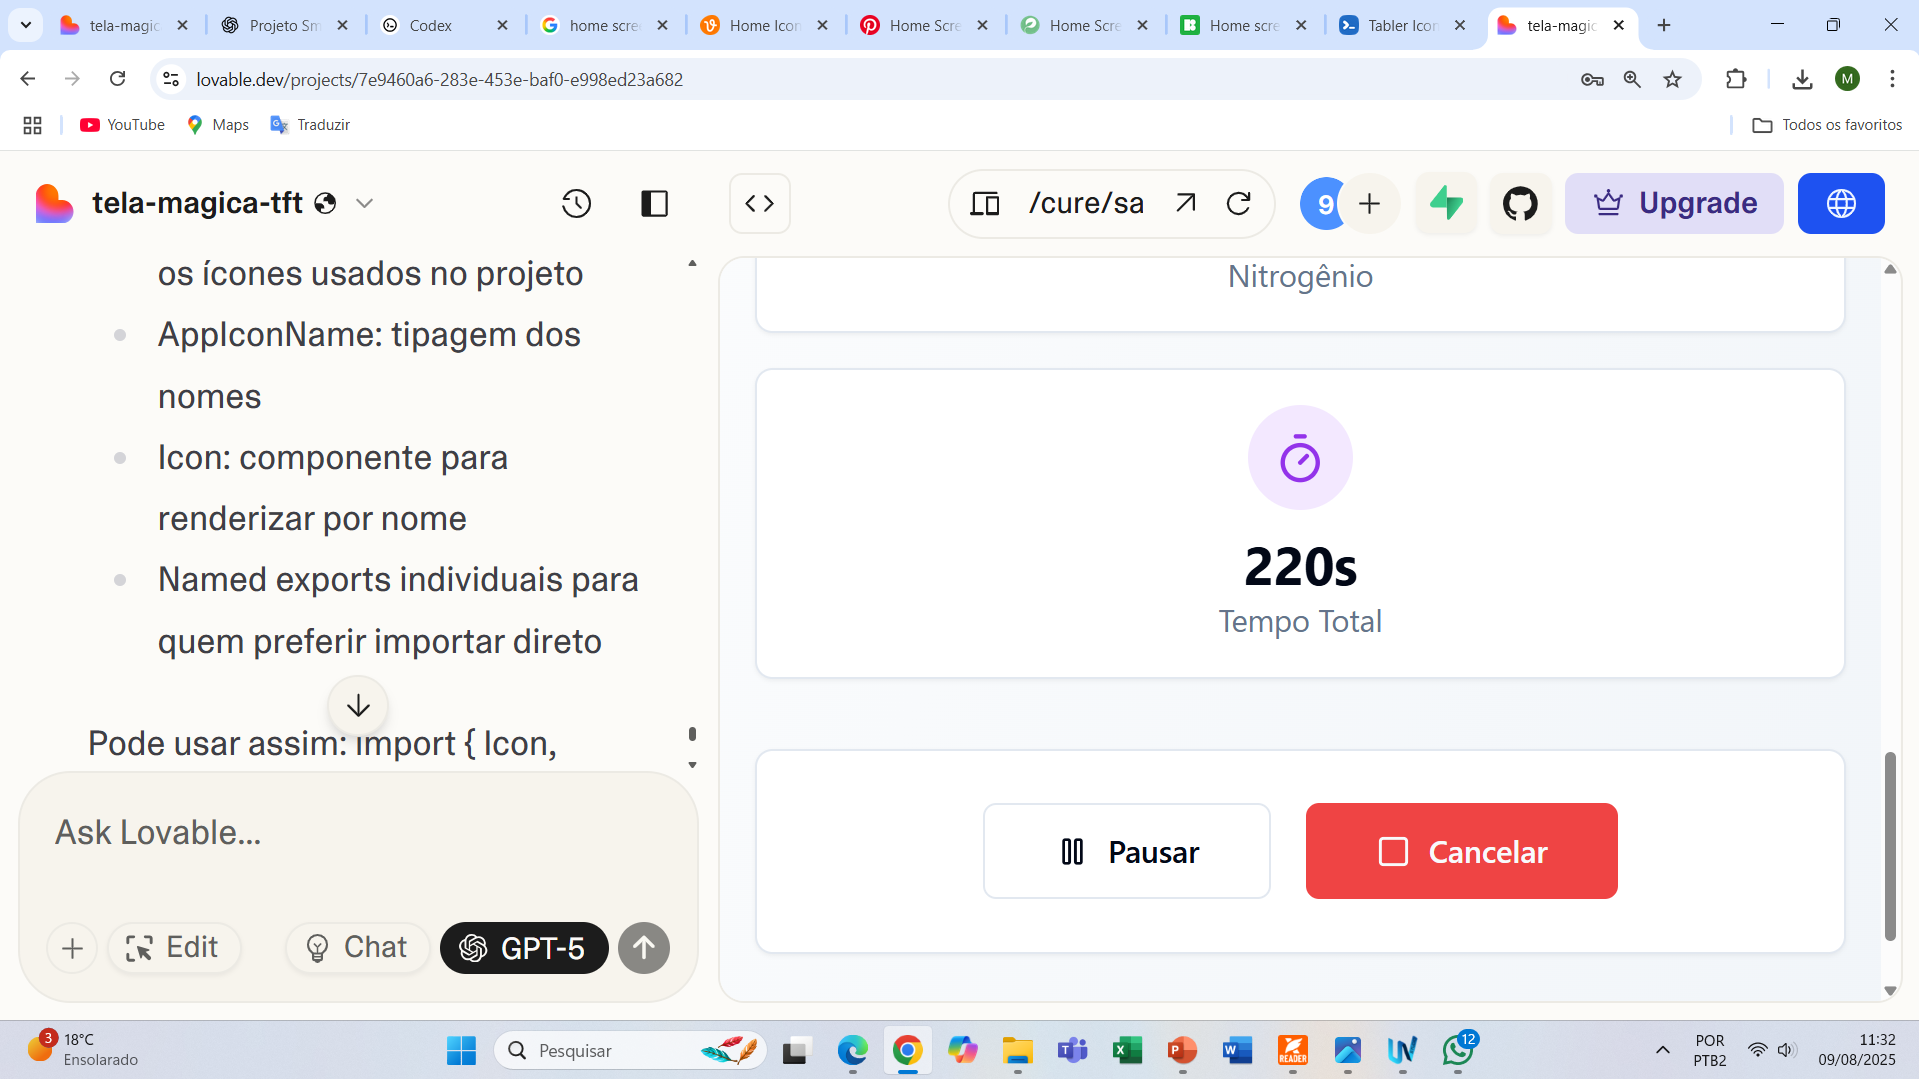 tela-magic
Projeto Sm
Codex
home scre
Home Icon
Home Scre
Home Scre
Home scre
Tabler Icon
tela-magic
lovable.dev/projects/7e9460a6-283e-453e-baf0-e998ed23a682
M
YouTube
Maps
Traduzir
Todos os favoritos
tela-magica-tft
/cure/sa
9
Upgrade
os ícones usados no projeto
AppIconName: tipagem dos
nomes
Icon: componente para
renderizar por nome
Named exports individuais para
quem preferir importar direto
Pode usar assim: import { Icon,
Ask Lovable...
Edit
Chat
GPT-5
Nitrogênio
220s
Tempo Total
Pausar
Cancelar
3
18°C
Ensolarado
Pesquisar
READER
12
POR
PTB2
11:32
09/08/2025